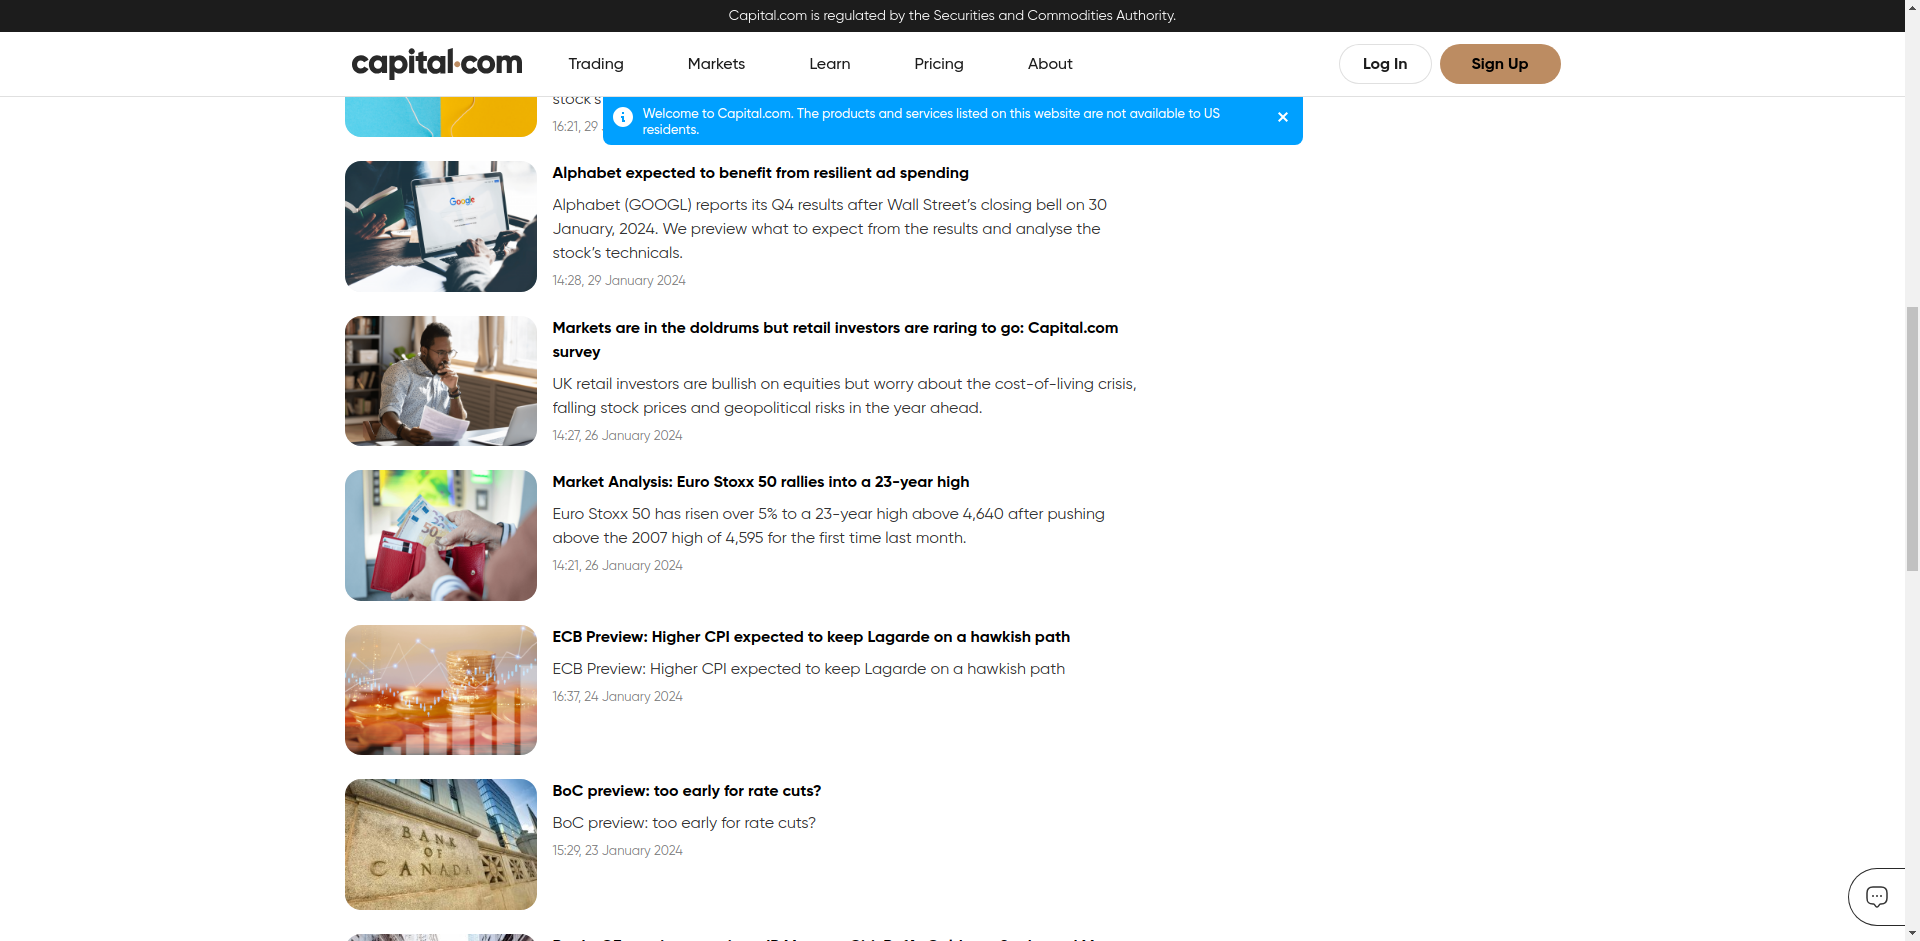 Capital.com is regulated by the Securities and Commodities Authority.
capital.com
Trading
Markets
Learn
Pricing
About
Log In
Sign Up
stock's
16:21, 29
Welcome to Capital.com. The products and services listed on this website are not available to US
residents.
Alphabet expected to benefit from resilient ad spending
Alphabet (GOOGL) reports its Q4 results after Wall Street’s closing bell on 30
January, 2024. We preview what to expect from the results and analyse the
stock’s technicals.
14:28, 29 January 2024
Google
Markets are in the doldrums but retail investors are raring to go: Capital.com
survey
UK retail investors are bullish on equities but worry about the cost-of-living crisis,
falling stock prices and geopolitical risks in the year ahead.
14:27, 26 January 2024
Market Analysis: Euro Stoxx 50 rallies into a 23-year high
Euro Stoxx 50 has risen over 5% to a 23-year high above 4,640 after pushing
above the 2007 high of 4,595 for the first time last month.
14:21, 26 January 2024
50
ECB Preview: Higher CPI expected to keep Lagarde on a hawkish path
ECB Preview: Higher CPI expected to keep Lagarde on a hawkish path
16:37, 24 January 2024
BoC preview: too early for rate cuts?
BoC preview: too early for rate cuts?
15:29, 23 January 2024
BANK
OF
CANADA